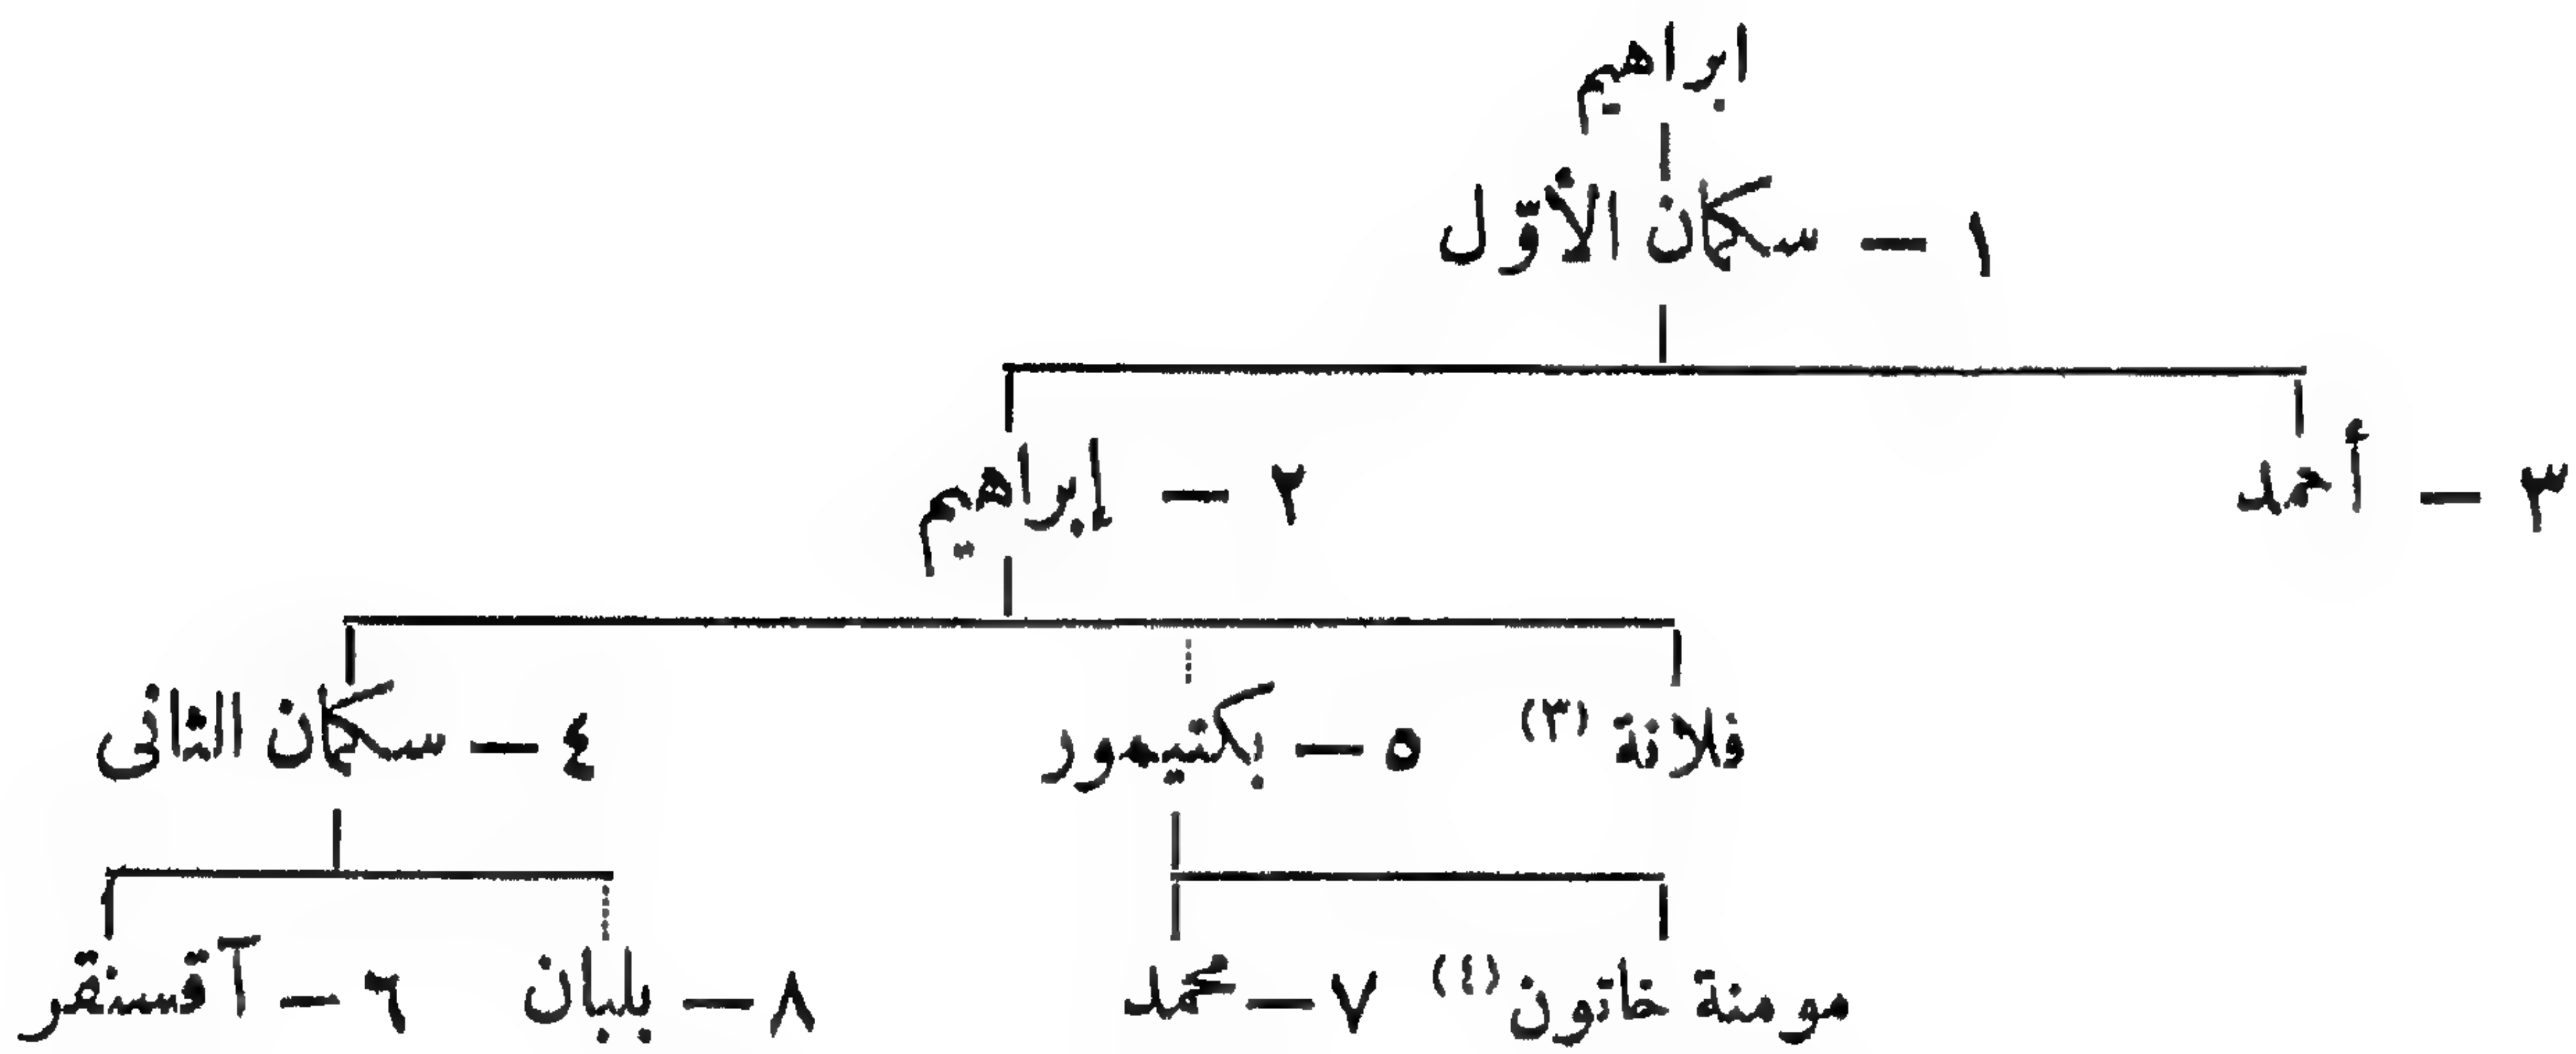 ابراهيم
١ — سكمان الأوّل
٣ — أحمد
٢ — إبراهيم
فلانة (٣)
٥ — بكتيمور
٤ — سكمان الثانى
مومنة خاتون (٤)
٧ — محمد
٨ — بلبان
٦ — آقسنقر